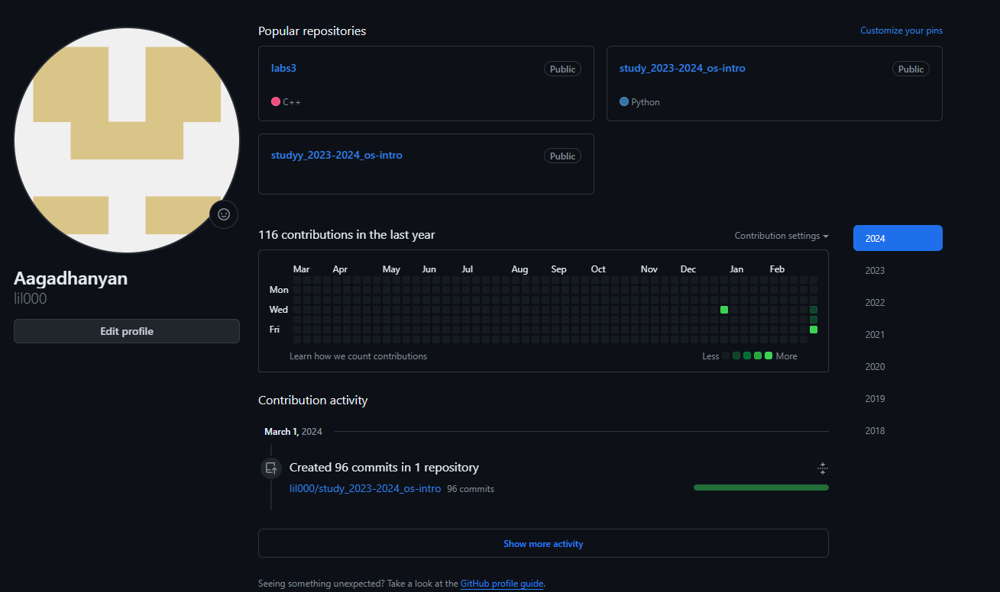 Popular repositories
Customize your pins
labs3
Public
C++
study_2023-2024_os-intro
Public
Python
studyy_2023-2024_os-intro
Public
Aagadhanyan
lil000
Edit profile
116 contributions in the last year
Contribution settings
Mar Apr May Jun Jul Aug Sep Oct Nov Dec Jan Feb
Mon
Wed
Fri
Learn how we count contributions
Less
More
2024
2023
2022
2021
2020
2019
2018
Contribution activity
March 1, 2024
Created 96 commits in 1 repository
lil000/study_2023-2024_os-intro 96 commits
Show more activity
Seeing something unexpected? Take a look at the GitHub profile guide.